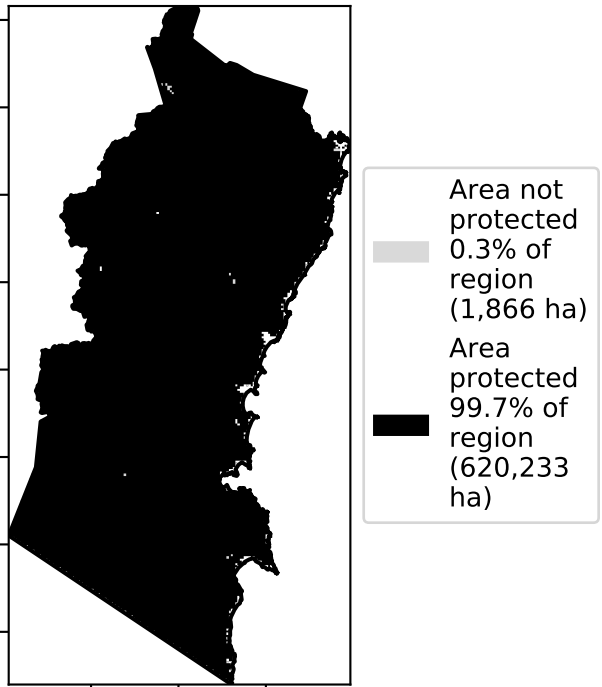 Area not
protected
0.3% of
region
(1,866 ha)
Area
protected
99.7% of
region
(620,233
ha)